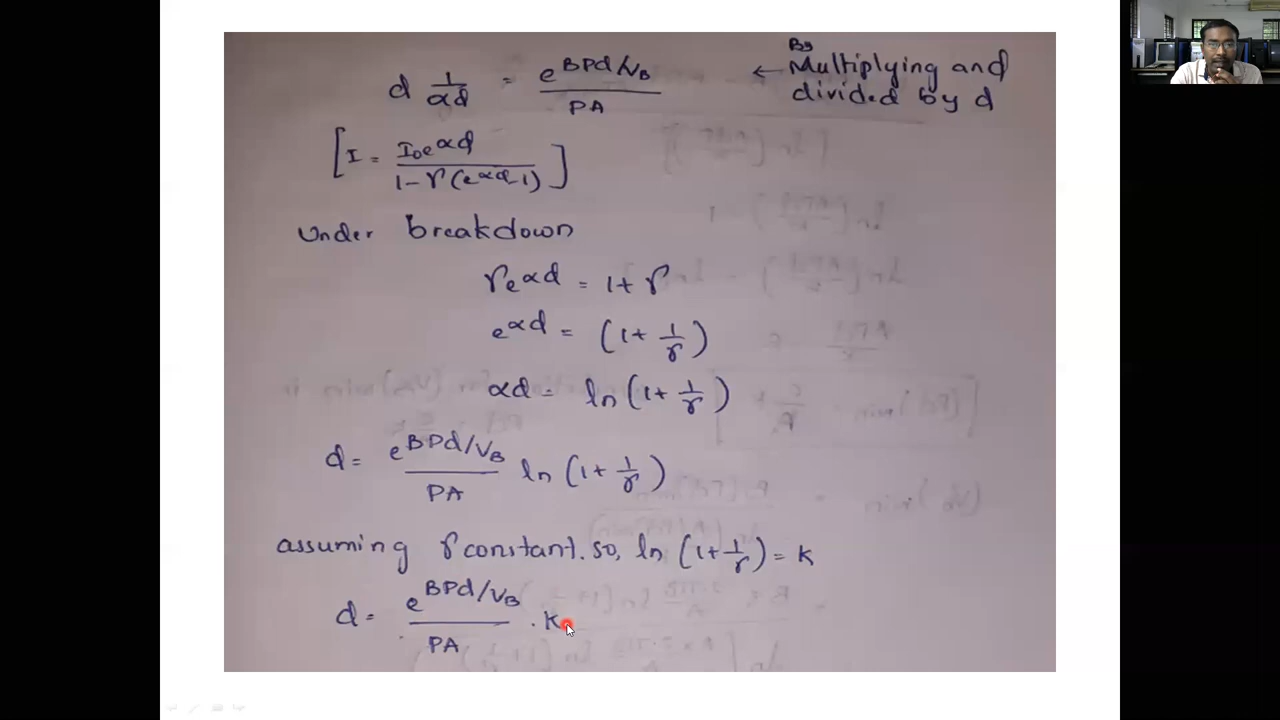 d 1/αd = e^BPd/V_B / PA ← By Multiplying and divided by d
[I = I₀e^αd / 1-γ(e^αd-1)]
Under breakdown
γe^αd = 1+γ
e^αd = (1+ 1/γ)
αd = ln(1+ 1/γ)
d = e^BPd/V_B / PA ln(1+ 1/γ)
assuming γ constant. so, ln(1+1/γ) = K
d = e^BPd/V_B / PA . K